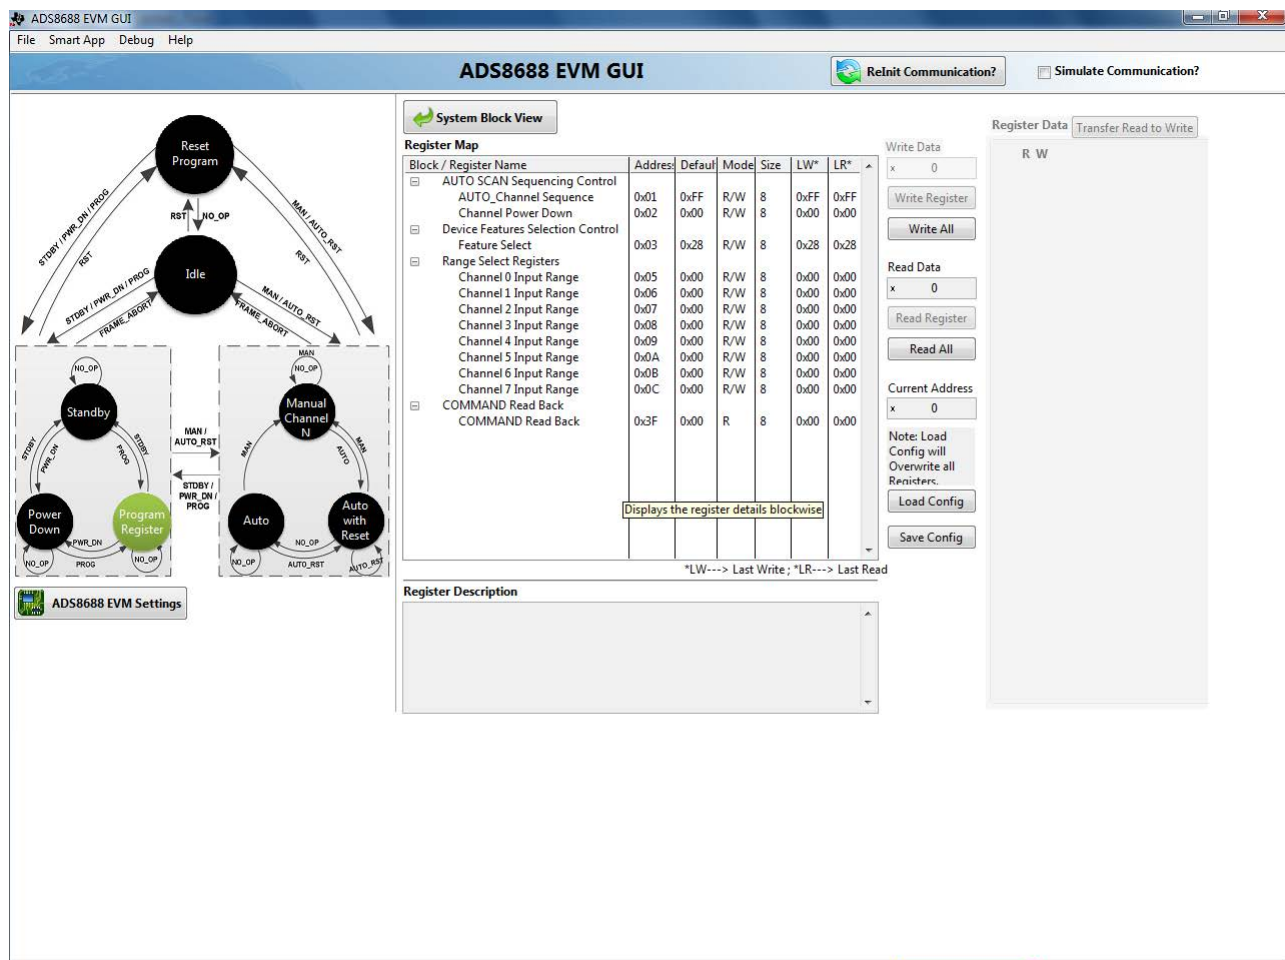 ADS8688 EVM GUI
File Smart App Debug Help
ADS8688 EVM GUI
ReInit Communication?
Simulate Communication?
Reset
Program
STDBY / PWR_DN / PROG
RST
RST
NO_OP
MAN / AUTO_RST
RST
Idle
STDBY / PWR_DN / PROG
FRAME_ABORT
MAN / AUTO_RST
FRAME_ABORT
NO_OP
Standby
STDBY
PWR_DN
STDBY
PROG
Power
Down
Program
Register
PWR_DN
PROG
NO_OP
NO_OP
MAN /
AUTO_RST
STDBY /
PWR_DN /
PROG
MAN
NO_OP
Manual
Channel
N
MAN
MAN
AUTO
Auto
Auto
with
Reset
NO_OP
AUTO_RST
NO_OP
AUTO_RST
ADS8688 EVM Settings
System Block View
Register Map
Block / Register Name Address Defaul Mode Size LW* LR*
AUTO SCAN Sequencing Control
AUTO_Channel Sequence 0x01 0xFF R/W 8 0xFF 0xFF
Channel Power Down 0x02 0x00 R/W 8 0x00 0x00
Device Features Selection Control
Feature Select 0x03 0x28 R/W 8 0x28 0x28
Range Select Registers
Channel 0 Input Range 0x05 0x00 R/W 8 0x00 0x00
Channel 1 Input Range 0x06 0x00 R/W 8 0x00 0x00
Channel 2 Input Range 0x07 0x00 R/W 8 0x00 0x00
Channel 3 Input Range 0x08 0x00 R/W 8 0x00 0x00
Channel 4 Input Range 0x09 0x00 R/W 8 0x00 0x00
Channel 5 Input Range 0x0A 0x00 R/W 8 0x00 0x00
Channel 6 Input Range 0x0B 0x00 R/W 8 0x00 0x00
Channel 7 Input Range 0x0C 0x00 R/W 8 0x00 0x00
COMMAND Read Back
COMMAND Read Back 0x3F 0x00 R 8 0x00 0x00
Displays the register details blockwise
*LW---> Last Write ; *LR---> Last Read
Register Description
Write Data
x 0
Write Register
Write All
Read Data
x 0
Read Register
Read All
Current Address
x 0
Note: Load
Config will
Overwrite all
Registers.
Load Config
Save Config
Register Data
Transfer Read to Write
R W